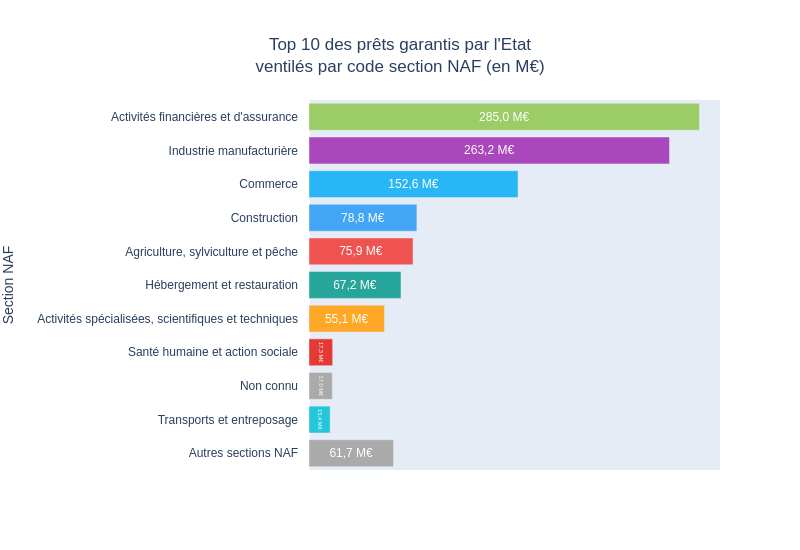 Top 10 des prêts garantis par l'Etat
ventilés par code section NAF (en M€)
Section NAF
Activités financières et d'assurance 285,0 M€
Industrie manufacturière 263,2 M€
Commerce 152,6 M€
Construction 78,8 M€
Agriculture, sylviculture et pêche 75,9 M€
Hébergement et restauration 67,2 M€
Activités spécialisées, scientifiques et techniques 55,1 M€
Santé humaine et action sociale
Non connu
Transports et entreposage
Autres sections NAF 61,7 M€